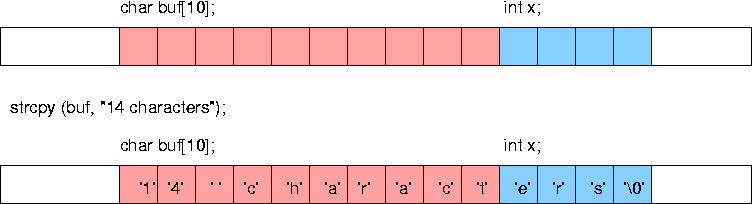 char buf[10]; int x;
strcpy (buf, "14 characters");
char buf[10]; int x;
'1' '4' ' ' 'c' 'h' 'a' 'r' 'a' 'c' 't' 'e' 'r' 's' '\0'